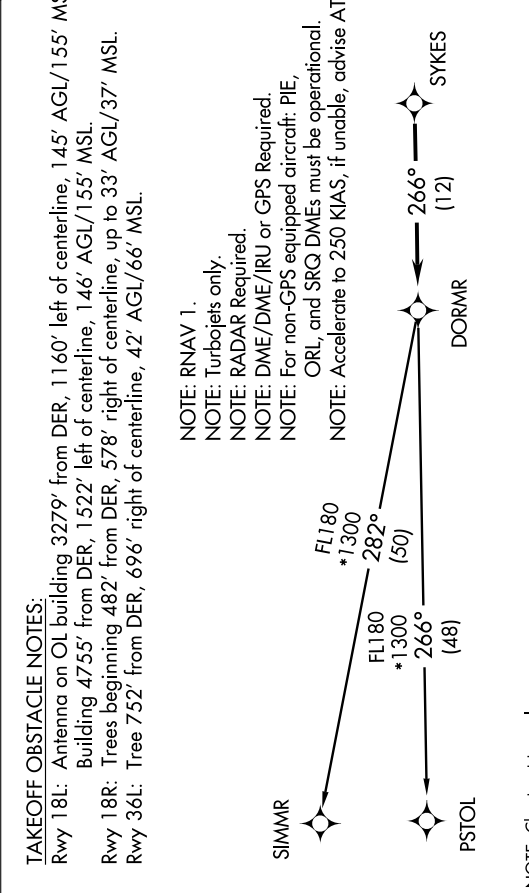 TAKEOFF OBSTACLE NOTES:
Rwy 18L: Antenna on OL building 3279' from DER, 1160' left of centerline, 145' AGL/155' MS
Building 4755' from DER, 1522' left of centerline, 146' AGL/155' MSL.
Rwy 18R: Trees beginning 482' from DER, 578' right of centerline, up to 33' AGL/37' MSL.
Rwy 36L: Tree 752' from DER, 696' right of centerline, 42' AGL/66' MSL.
NOTE: RNAV 1.
NOTE: Turbojets only.
NOTE: RADAR Required.
NOTE: DME/DME/IRU or GPS Required.
NOTE: For non-GPS equipped aircraft: PIE,
ORL, and SRQ DMEs must be operational.
NOTE: Accelerate to 250 KIAS, if unable, advise AT
SIMMR
FL180
*1300
282°
(50)
FL180
*1300
266°
(48)
PSTOL
DORMR
266°
(12)
SYKES